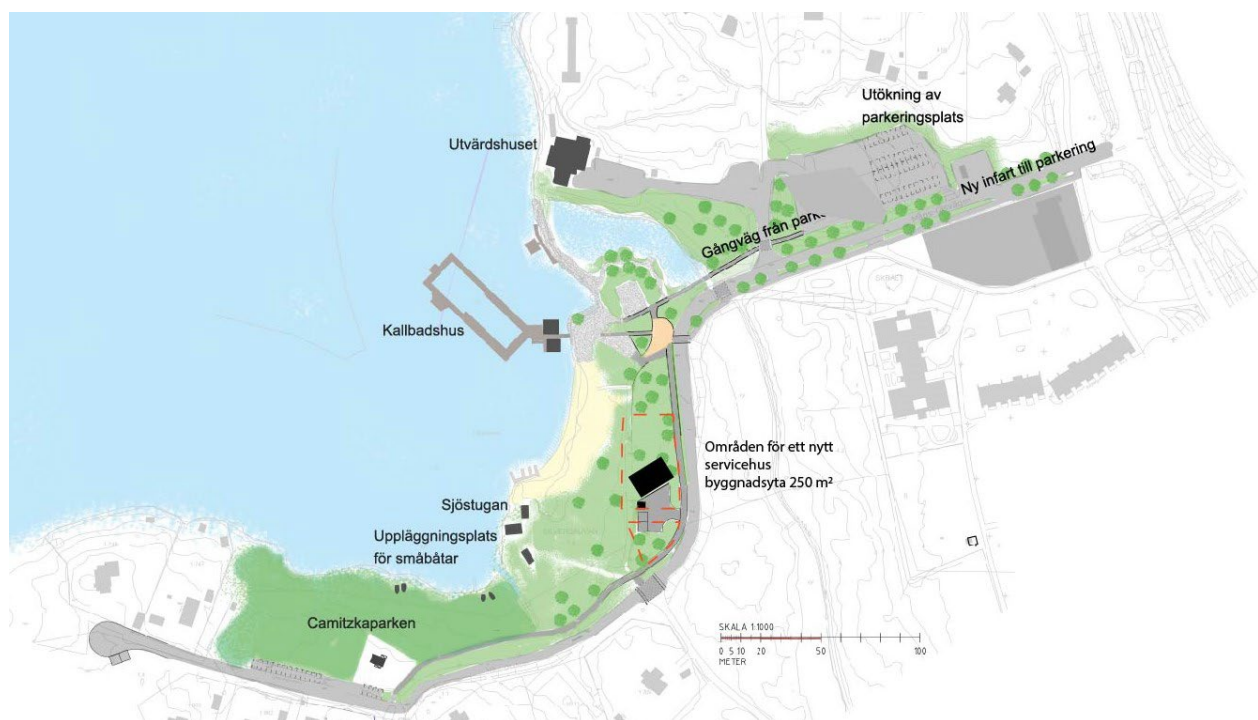 Utökning av
parkeringsplats
Utvärdshuset
Ny infart till parkering
Gångväg från park
Kallbadshus
Områden för ett nytt
servicehus
byggnadsyta 250 m²
Sjöstugan
Uppläggningsplats
för småbåtar
Camitzkaparken
SKALA 1:1000
0 5 10 20 50 100
METER